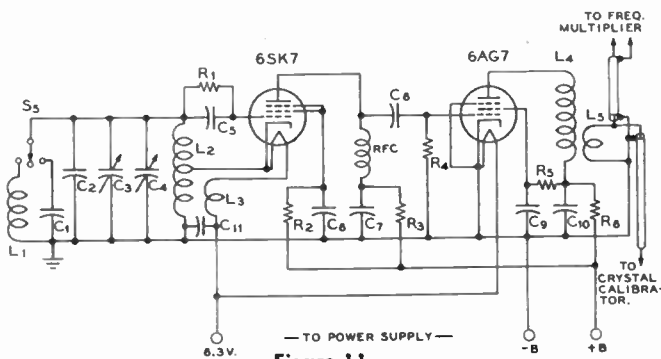 TO FREQ.
MULTIPLIER
6SK7
6AG7
L4
R1
S5
C5
C8
L5
L2
RFC
R4
C2
C3
C4
R5
L3
L1
C1
C11
R2
C6
C7
R3
C9
C10
R6
TO
CRYSTAL
CALIBRA-
TOR.
6.3V.
— TO POWER SUPPLY —
-B
+B